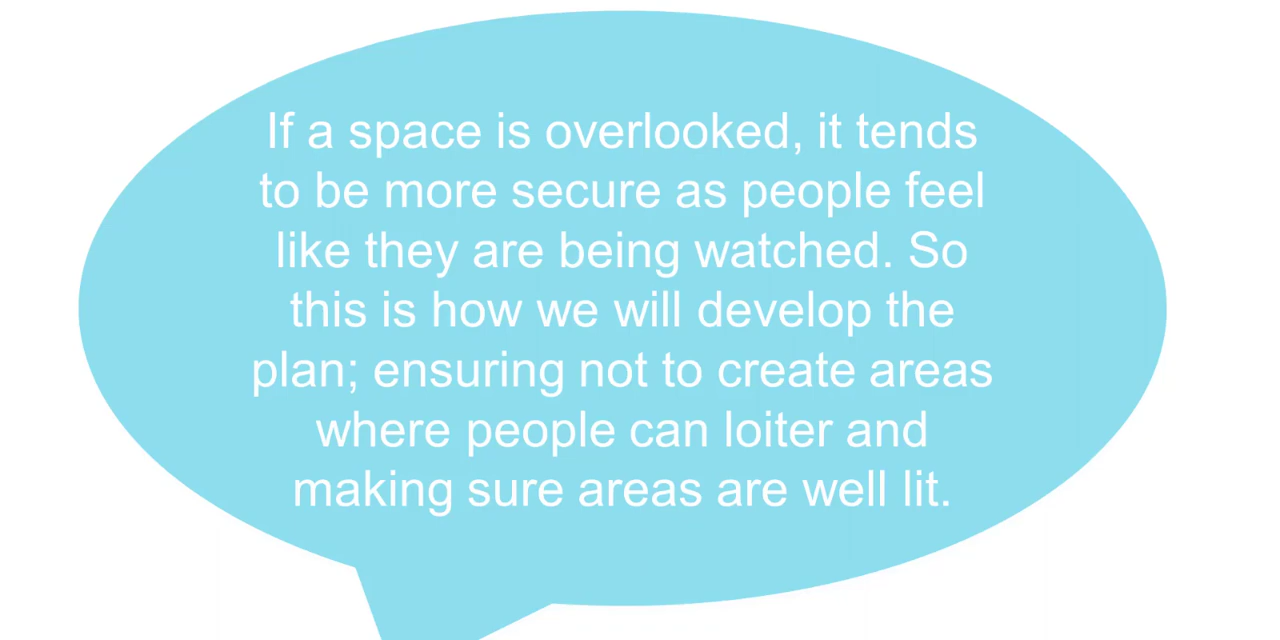 If a space is overlooked, it tends
to be more secure as people feel
like they are being watched. So
this is how we will develop the
plan; ensuring not to create areas
where people can loiter and
making sure areas are well lit.